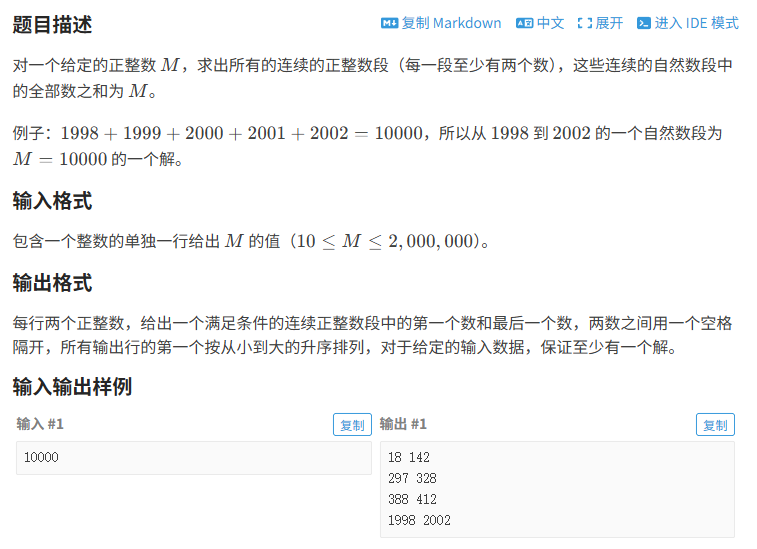 题目描述
复制 Markdown 中文 展开 进入 IDE 模式
对一个给定的正整数 M，求出所有的连续的正整数段（每一段至少有两个数），这些连续的自然数段中
的全部数之和为 M。
例子：1998 + 1999 + 2000 + 2001 + 2002 = 10000，所以从 1998 到 2002 的一个自然数段为
M = 10000 的一个解。
输入格式
包含一个整数的单独一行给出 M 的值（10 ≤ M ≤ 2,000,000）。
输出格式
每行两个正整数，给出一个满足条件的连续正整数段中的第一个数和最后一个数，两数之间用一个空格
隔开，所有输出行的第一个按从小到大的升序排列，对于给定的输入数据，保证至少有一个解。
输入输出样例
输入 #1 复制 输出 #1 复制
10000
18 142
297 328
388 412
1998 2002